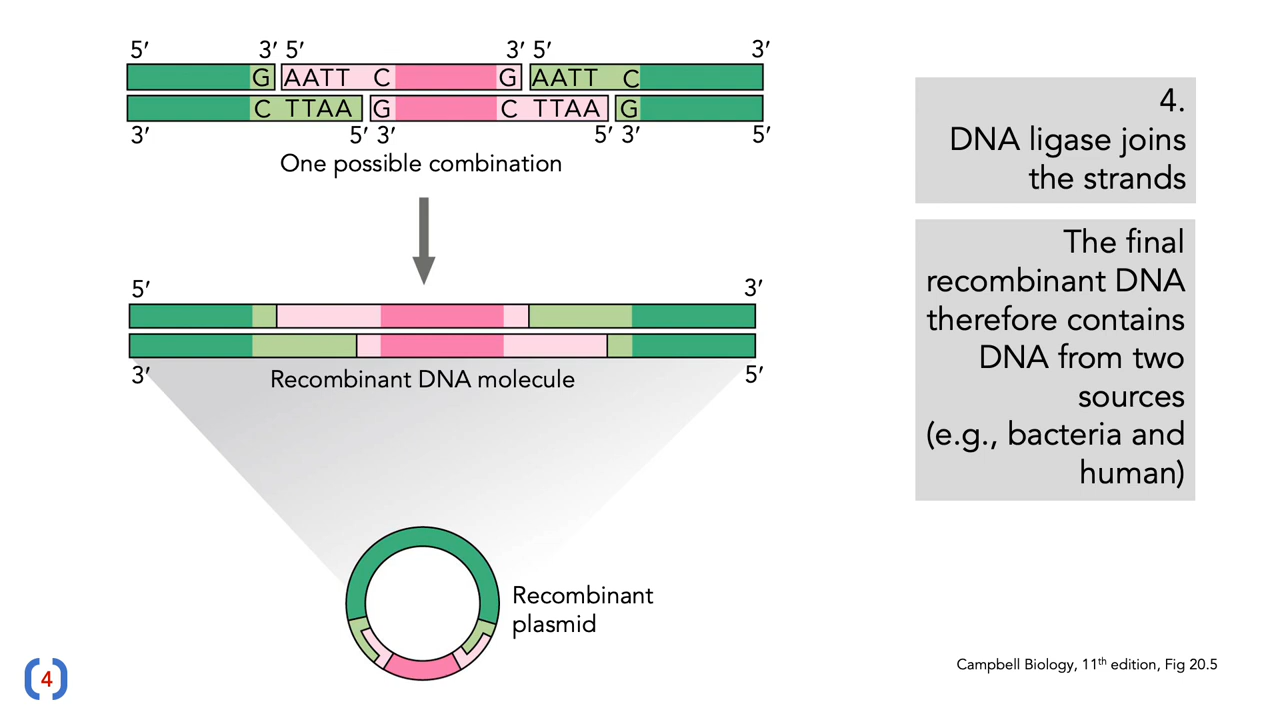 5′ 3′ 5′ 3′ 5′ 3′
G AATT C G AATT C
C TTAA G C TTAA G
3′ 5′ 3′ 5′ 3′ 5′
One possible combination
5′ 3′
3′ 5′
Recombinant DNA molecule
Recombinant
plasmid
4.
DNA ligase joins
the strands
The final
recombinant DNA
therefore contains
DNA from two
sources
(e.g., bacteria and
human)
4
Campbell Biology, 11th edition, Fig 20.5